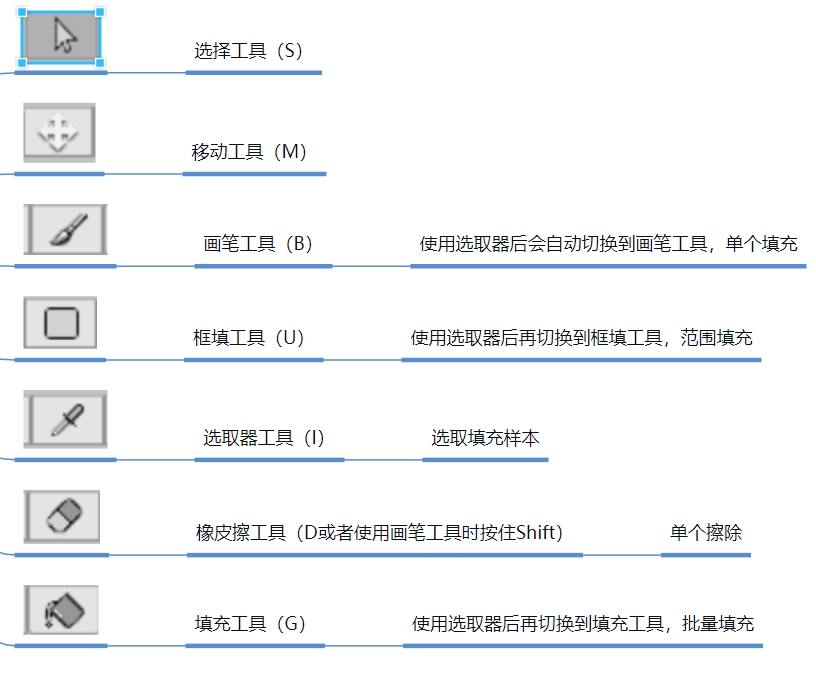 选择工具（S）
移动工具（M）
画笔工具（B） 使用选取器后会自动切换到画笔工具，单个填充
框填工具（U） 使用选取器后再切换到框填工具，范围填充
选取器工具（I） 选取填充样本
橡皮擦工具（D或者使用画笔工具时按住Shift） 单个擦除
填充工具（G） 使用选取器后再切换到填充工具，批量填充